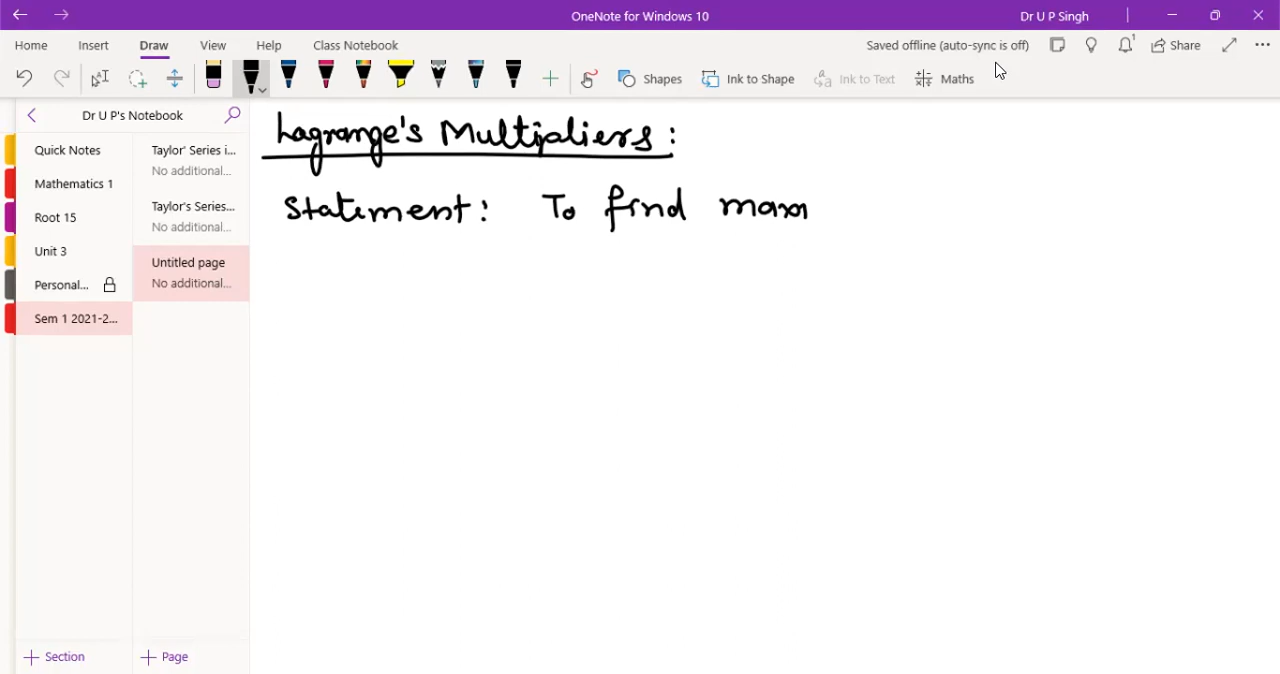 OneNote for Windows 10
Dr U P Singh
Home Insert Draw View Help Class Notebook
Saved offline (auto-sync is off)
1
Share
Shapes
Ink to Shape
Ink to Text
Maths
Dr U P's Notebook
Quick Notes
Mathematics 1
Root 15
Unit 3
Personal...
Sem 1 2021-2...
Taylor' Series i...
No additional...
Taylor's Series...
No additional...
Untitled page
No additional...
Lagrange's Multipliers :
Statement : To find
Section
Page